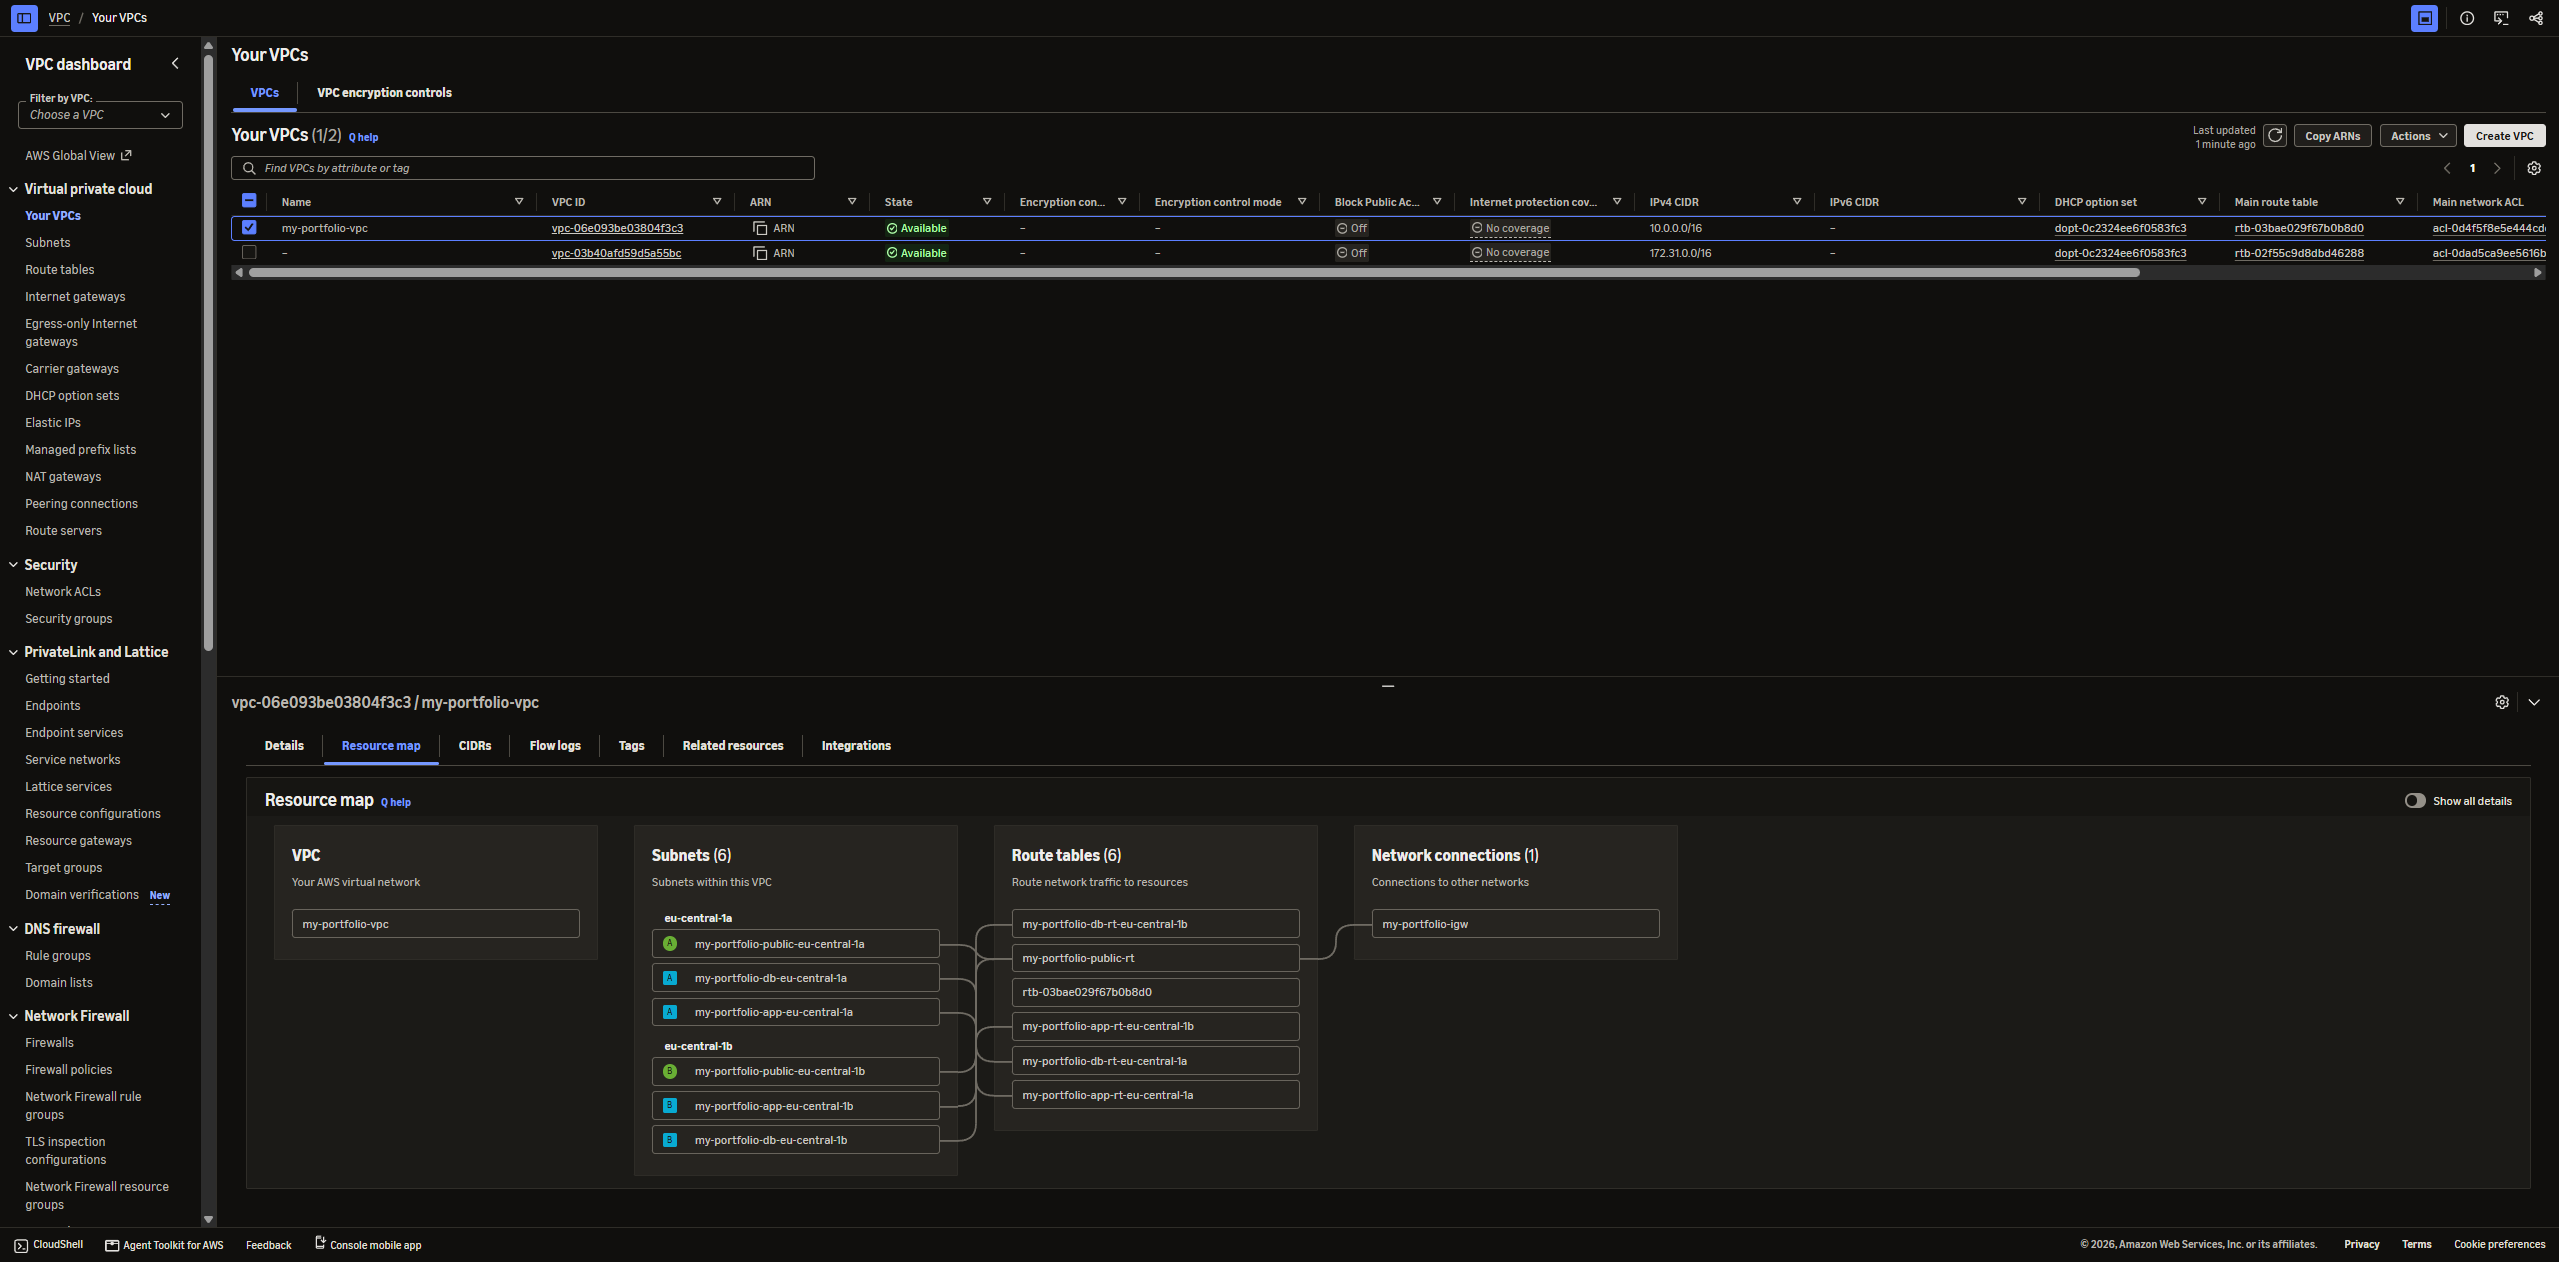 VPC / Your VPCs
VPC dashboard
Filter by VPC:
Choose a VPC
AWS Global View
Virtual private cloud
Your VPCs
Subnets
Route tables
Internet gateways
Egress-only Internet
gateways
Carrier gateways
DHCP option sets
Elastic IPs
Managed prefix lists
NAT gateways
Peering connections
Route servers
Security
Network ACLs
Security groups
PrivateLink and Lattice
Getting started
Endpoints
Endpoint services
Service networks
Lattice services
Resource configurations
Resource gateways
Target groups
Domain verifications New
DNS firewall
Rule groups
Domain lists
Network Firewall
Firewalls
Firewall policies
Network Firewall rule
groups
TLS inspection
configurations
Network Firewall resource
groups
Your VPCs
VPCs VPC encryption controls
Your VPCs (1/2) Q help
Last updated
1 minute ago
Copy ARNs Actions Create VPC
Find VPCs by attribute or tag
1
Name VPC ID ARN State Encryption con... Encryption control mode Block Public Ac... Internet protection cov... IPv4 CIDR IPv6 CIDR DHCP option set Main route table Main network ACL
my-portfolio-vpc vpc-06e093be03804f3c3 ARN Available – – Off No coverage 10.0.0.0/16 – dopt-0c2324ee6f0583fc3 rtb-03bae029f67b0b8d0 acl-0d4f5f8e5e444cd
– vpc-03b40afd59d5a55bc ARN Available – – Off No coverage 172.31.0.0/16 – dopt-0c2324ee6f0583fc3 rtb-02f55c9d8dbd46288 acl-0dad5ca9ee5616b
vpc-06e093be03804f3c3 / my-portfolio-vpc
Details Resource map CIDRs Flow logs Tags Related resources Integrations
Resource map Q help
Show all details
VPC
Your AWS virtual network
my-portfolio-vpc
Subnets (6)
Subnets within this VPC
eu-central-1a
A my-portfolio-public-eu-central-1a
A my-portfolio-db-eu-central-1a
A my-portfolio-app-eu-central-1a
eu-central-1b
B my-portfolio-public-eu-central-1b
B my-portfolio-app-eu-central-1b
B my-portfolio-db-eu-central-1b
Route tables (6)
Route network traffic to resources
my-portfolio-db-rt-eu-central-1b
my-portfolio-public-rt
rtb-03bae029f67b0b8d0
my-portfolio-app-rt-eu-central-1b
my-portfolio-db-rt-eu-central-1a
my-portfolio-app-rt-eu-central-1a
Network connections (1)
Connections to other networks
my-portfolio-igw
CloudShell Agent Toolkit for AWS Feedback Console mobile app
© 2026, Amazon Web Services, Inc. or its affiliates. Privacy Terms Cookie preferences